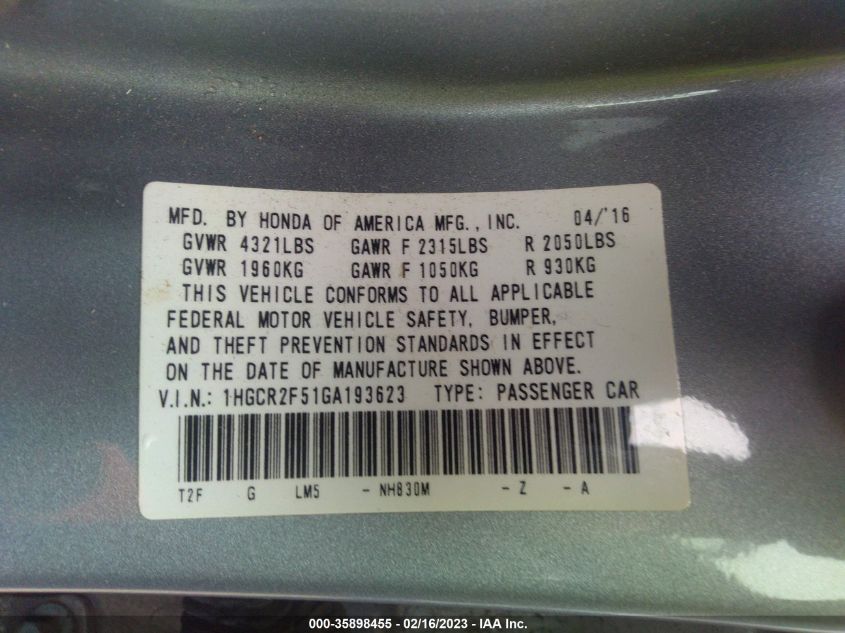 MFD. BY HONDA OF AMERICA MFG., INC. 04/'16
GVWR 4321LBS GAWR F 2315LBS R 2050LBS
GVWR 1960KG GAWR F 1050KG R 930KG
THIS VEHICLE CONFORMS TO ALL APPLICABLE
FEDERAL MOTOR VEHICLE SAFETY, BUMPER,
AND THEFT PREVENTION STANDARDS IN EFFECT
ON THE DATE OF MANUFACTURE SHOWN ABOVE.
V.I.N.: 1HGCR2F51GA193623 TYPE: PASSENGER CAR
T2F G LM5 - NH830M - Z - A
000-35898455 - 02/16/2023 - IAA Inc.